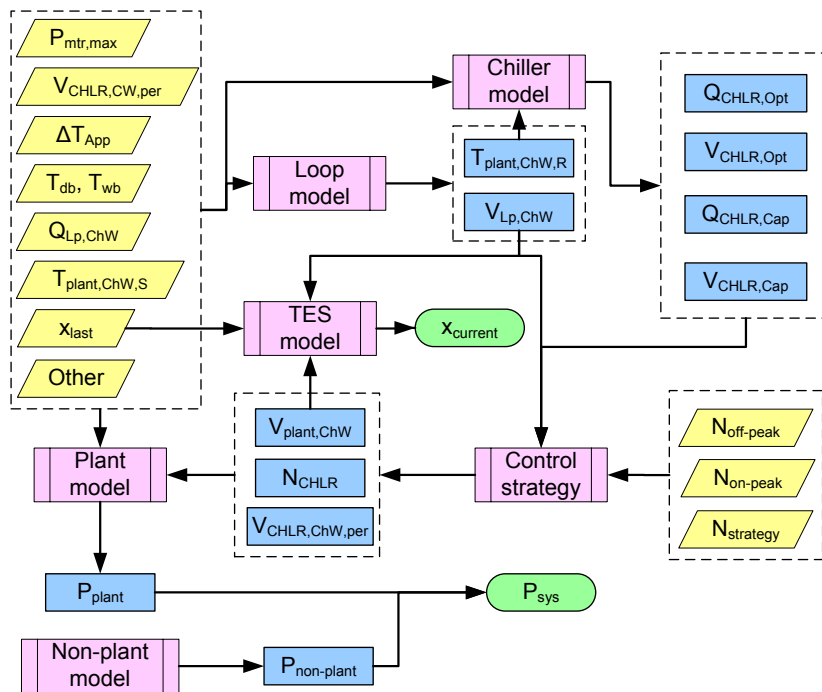 P_mtr,max
V_CHLR,CW,per
ΔT_App
T_db, T_wb
Q_Lp,ChW
T_plant,ChW,S
x_last
Other
Chiller
model
Loop
model
T_plant,ChW,R
V_Lp,ChW
Q_CHLR,Opt
V_CHLR,Opt
Q_CHLR,Cap
V_CHLR,Cap
TES
model
x_current
Plant
model
V_plant,ChW
N_CHLR
V_CHLR,ChW,per
Control
strategy
N_off-peak
N_on-peak
N_strategy
P_plant
P_sys
Non-plant
model
P_non-plant